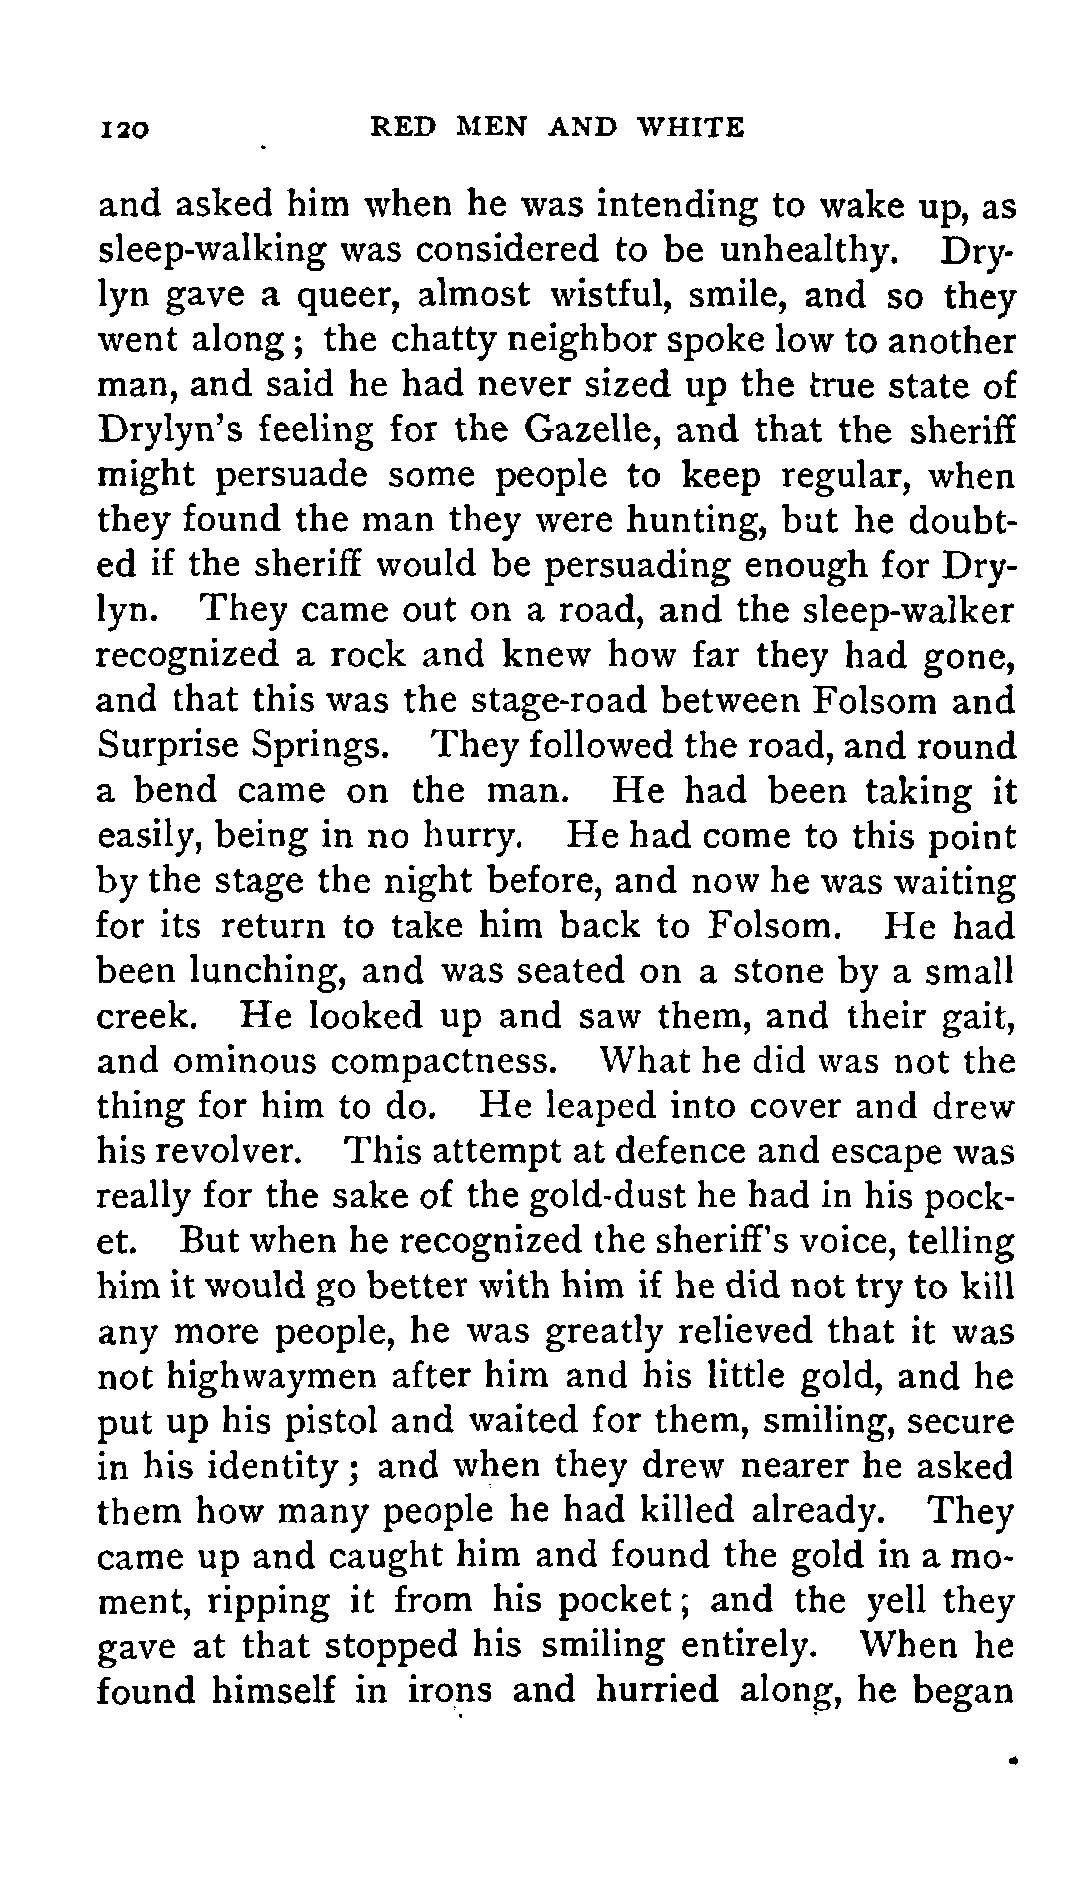 120 RED MEN AND WHITE
and asked him when he was intending to wake up, as
sleep-walking was considered to be unhealthy. Dry-
lyn gave a queer, almost wistful, smile, and so they
went along; the chatty neighbor spoke low to another
man, and said he had never sized up the true state of
Drylyn's feeling for the Gazelle, and that the sheriff
might persuade some people to keep regular, when
they found the man they were hunting, but he doubt-
ed if the sheriff would be persuading enough for Dry-
lyn. They came out on a road, and the sleep-walker
recognized a rock and knew how far they had gone,
and that this was the stage-road between Folsom and
Surprise Springs. They followed the road, and round
a bend came on the man. He had been taking it
easily, being in no hurry. He had come to this point
by the stage the night before, and now he was waiting
for its return to take him back to Folsom. He had
been lunching, and was seated on a stone by a small
creek. He looked up and saw them, and their gait,
and ominous compactness. What he did was not the
thing for him to do. He leaped into cover and drew
his revolver. This attempt at defence and escape was
really for the sake of the gold-dust he had in his pock-
et. But when he recognized the sheriff's voice, telling
him it would go better with him if he did not try to kill
any more people, he was greatly relieved that it was
not highwaymen after him and his little gold, and he
put up his pistol and waited for them, smiling, secure
in his identity; and when they drew nearer he asked
them how many people he had killed already. They
came up and caught him and found the gold in a mo-
ment, ripping it from his pocket; and the yell they
gave at that stopped his smiling entirely. When he
found himself in irons and hurried along, he began